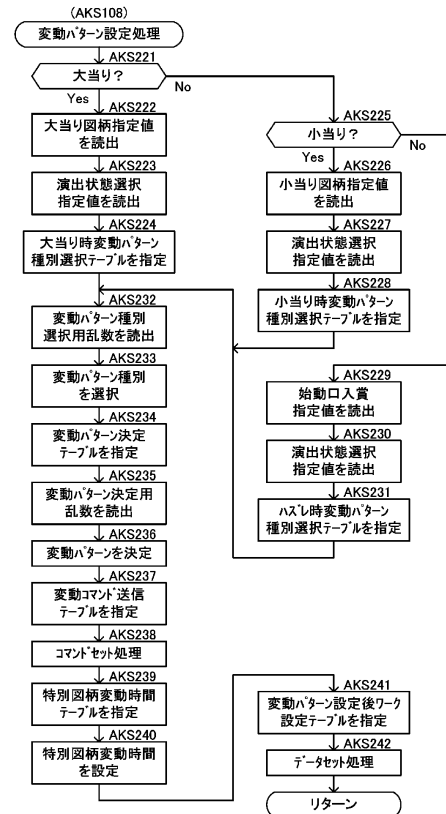 (AKS108)
変動パターン設定処理
AKS221
大当り?
Yes
No
AKS222
大当り図柄指定値
を読出
AKS223
演出状態選択
指定値を読出
AKS224
大当り時変動パターン
種別選択テーブルを指定
AKS225
小当り?
Yes
No
AKS226
小当り図柄指定値
を読出
AKS227
演出状態選択
指定値を読出
AKS228
小当り時変動パターン
種別選択テーブルを指定
AKS229
始動口入賞
指定値を読出
AKS230
演出状態選択
指定値を読出
AKS231
ハズレ時変動パターン
種別選択テーブルを指定
AKS232
変動パターン種別
選択用乱数を読出
AKS233
変動パターン種別
を選択
AKS234
変動パターン決定
テーブルを指定
AKS235
変動パターン決定用
乱数を読出
AKS236
変動パターンを決定
AKS237
変動コマンド送信
テーブルを指定
AKS238
コマンドセット処理
AKS239
特別図柄変動時間
テーブルを指定
AKS240
特別図柄変動時間
を設定
AKS241
変動パターン設定後ワーク
設定テーブルを指定
AKS242
データセット処理
リターン